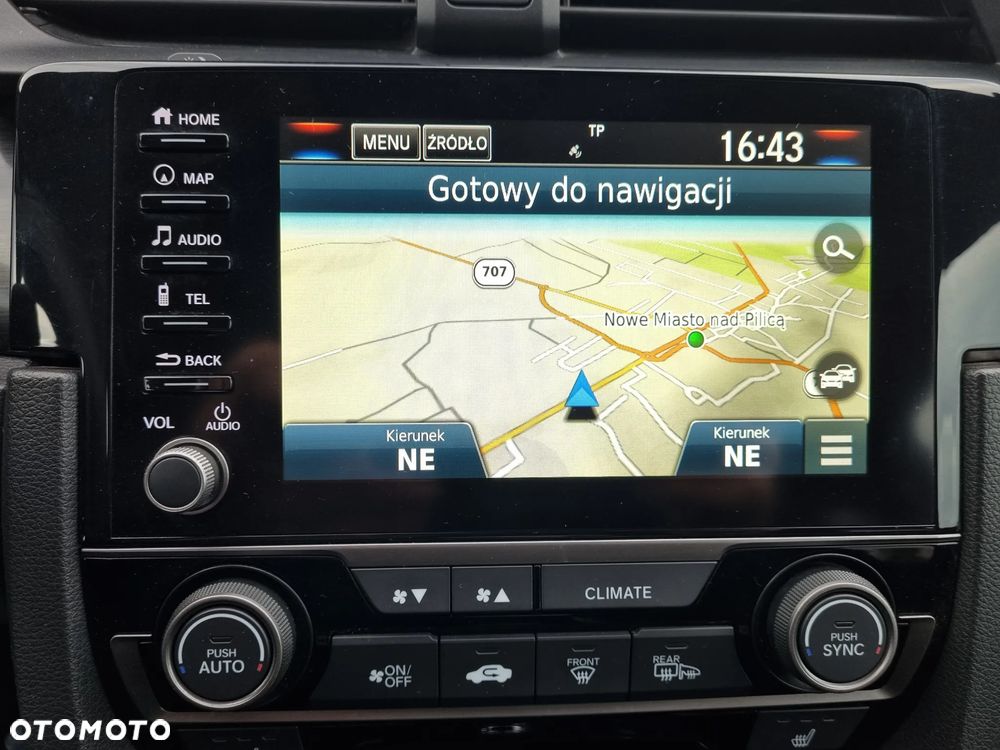 HOME
MAP
AUDIO
TEL
BACK
VOL
AUDIO
MENU
ŹRÓDŁO
TP
16:43
Gotowy do nawigacji
707
Nowe Miasto nad Pilicą
Kierunek
NE
Kierunek
NE
CLIMATE
PUSH
AUTO
ON/
OFF
FRONT
REAR
PUSH
SYNC
OTOMOTO